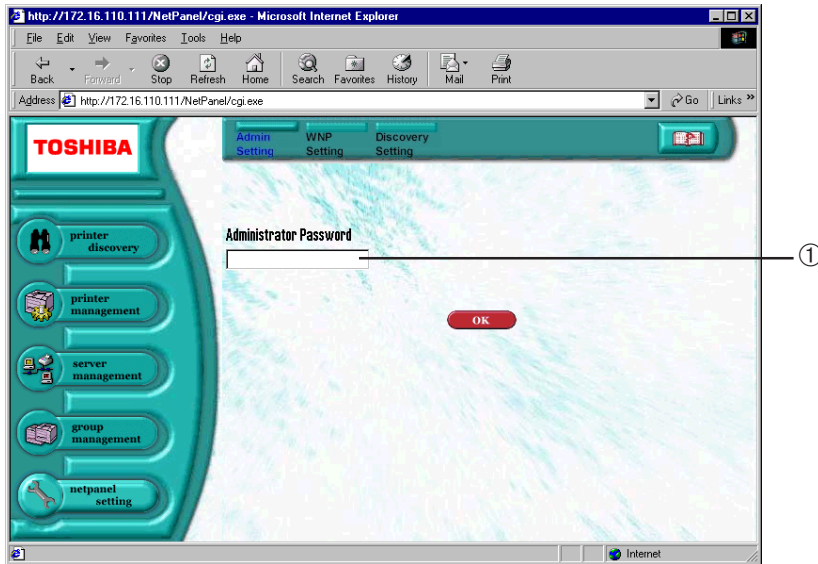 http://172.16.110.111/NetPanel/cgi.exe - Microsoft Internet Explorer
File Edit View Favorites Tools Help
Back Forward Stop Refresh Home Search Favorites History Mail Print
Address http://172.16.110.111/NetPanel/cgi.exe Go Links »
TOSHIBA
Admin Setting
WNP Setting
Discovery Setting
printer discovery
printer management
server management
group management
netpanel setting
Administrator Password
①
OK
Internet